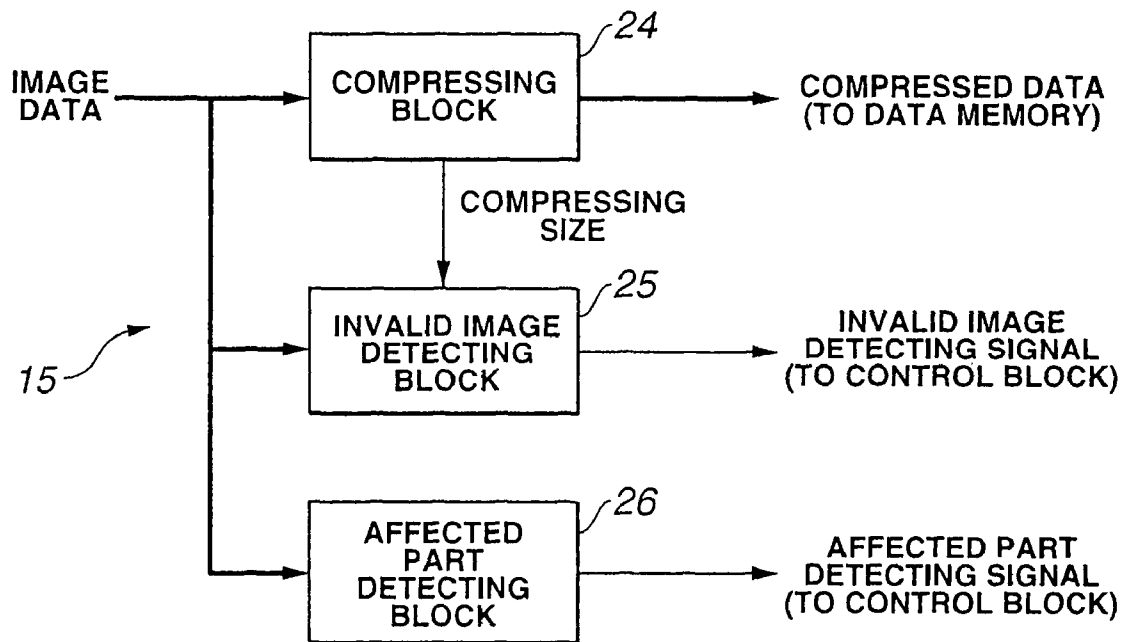 24
IMAGE
DATA
COMPRESSING
BLOCK
COMPRESSED DATA
(TO DATA MEMORY)
COMPRESSING
SIZE
25
15
INVALID IMAGE
DETECTING
BLOCK
INVALID IMAGE
DETECTING SIGNAL
(TO CONTROL BLOCK)
26
AFFECTED
PART
DETECTING
BLOCK
AFFECTED PART
DETECTING SIGNAL
(TO CONTROL BLOCK)